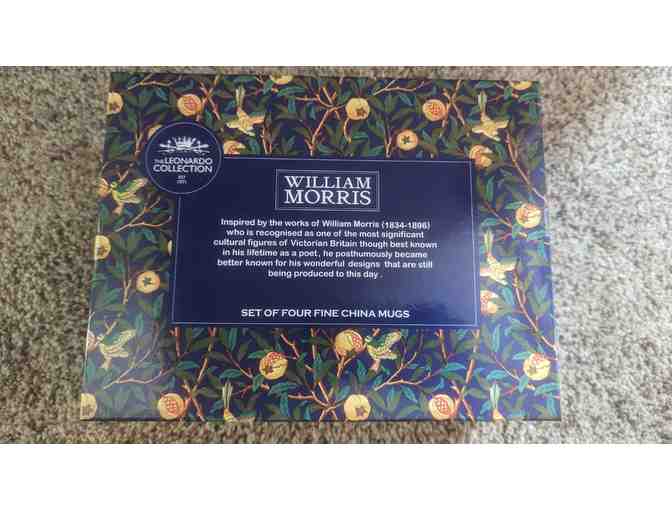 THE LEONARDO
COLLECTION
EST
1971
WILLIAM
MORRIS
Inspired by the works of William Morris (1834-1896)
who is recognised as one of the most significant
cultural figures of Victorian Britain though best known
in his lifetime as a poet , he posthumously became
better known for his wonderful designs that are still
being produced to this day .
SET OF FOUR FINE CHINA MUGS